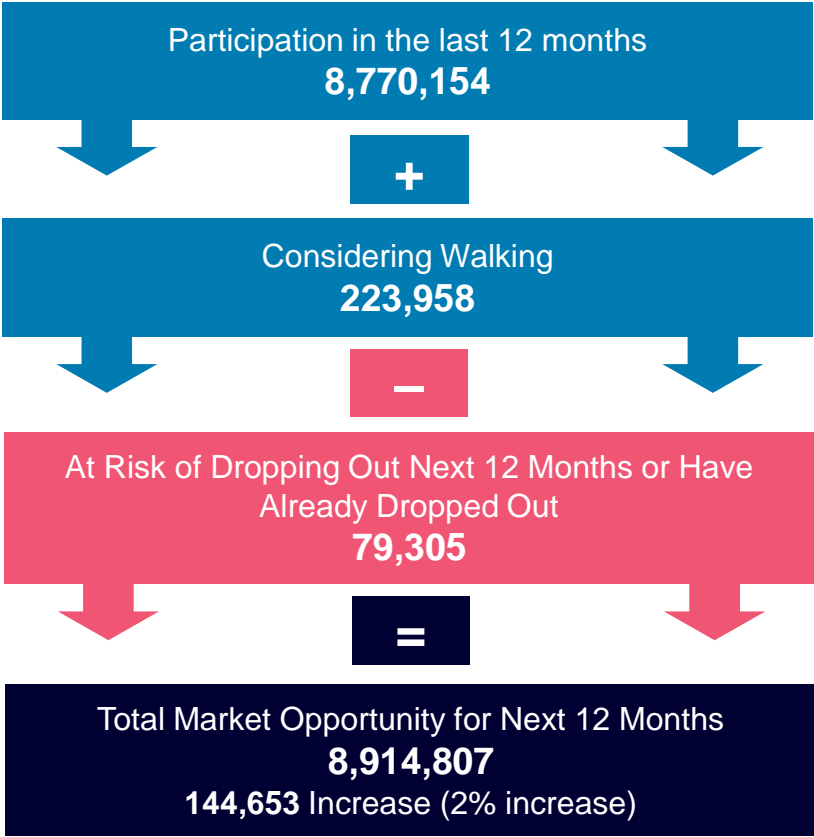 Participation in the last 12 months
8,770,154
+
Considering Walking
223,958
–
At Risk of Dropping Out Next 12 Months or Have
Already Dropped Out
79,305
=
Total Market Opportunity for Next 12 Months
8,914,807
144,653 Increase (2% increase)